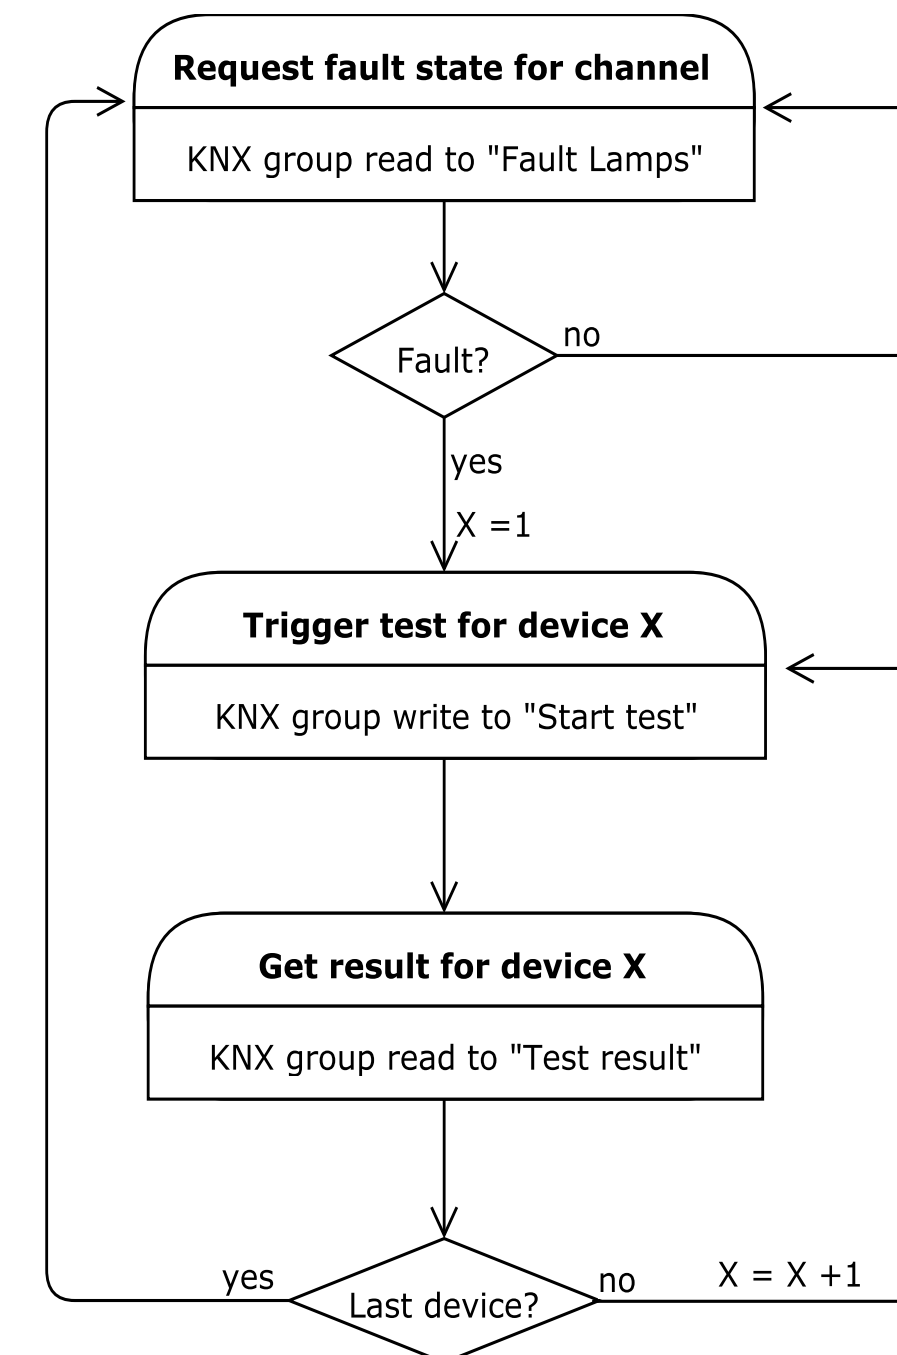 Request fault state for channel
KNX group read to "Fault Lamps"
Fault?
no
yes
X =1
Trigger test for device X
KNX group write to "Start test"
Get result for device X
KNX group read to "Test result"
yes
Last device?
no
X = X +1